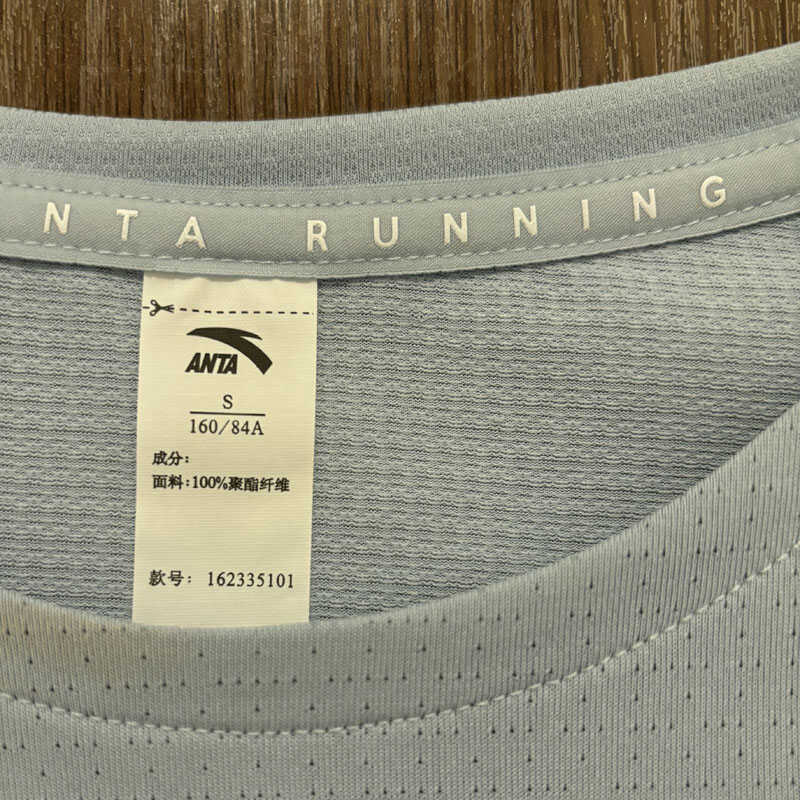 NTA RUNNING
ANTA
S
160/84A
成分:
面料:100%聚酯纤维
款号: 162335101